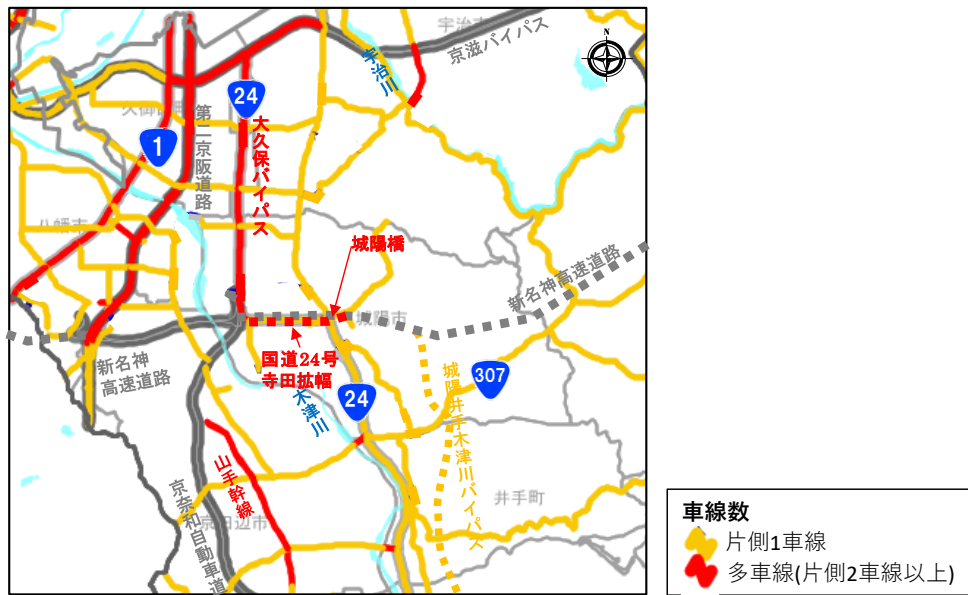 宇治市
京滋バイパス
宇治川
N
24
久御山町
第二京阪道路
大久保バイパス
1
八幡市
城陽橋
新名神高速道路
城陽市
国道24号
寺田拡幅
新名神
高速道路
木津川
24
307
城陽井手木津川バイパス
山手幹線
京奈和自動車道
京田辺市
井手町
車線数
片側1車線
多車線(片側2車線以上)